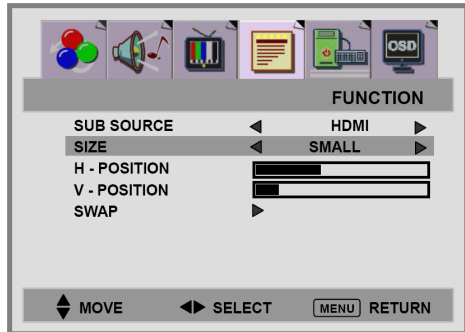 OSD
FUNCTION
SUB SOURCE HDMI
SIZE SMALL
H - POSITION
V - POSITION
SWAP
MOVE SELECT MENU RETURN